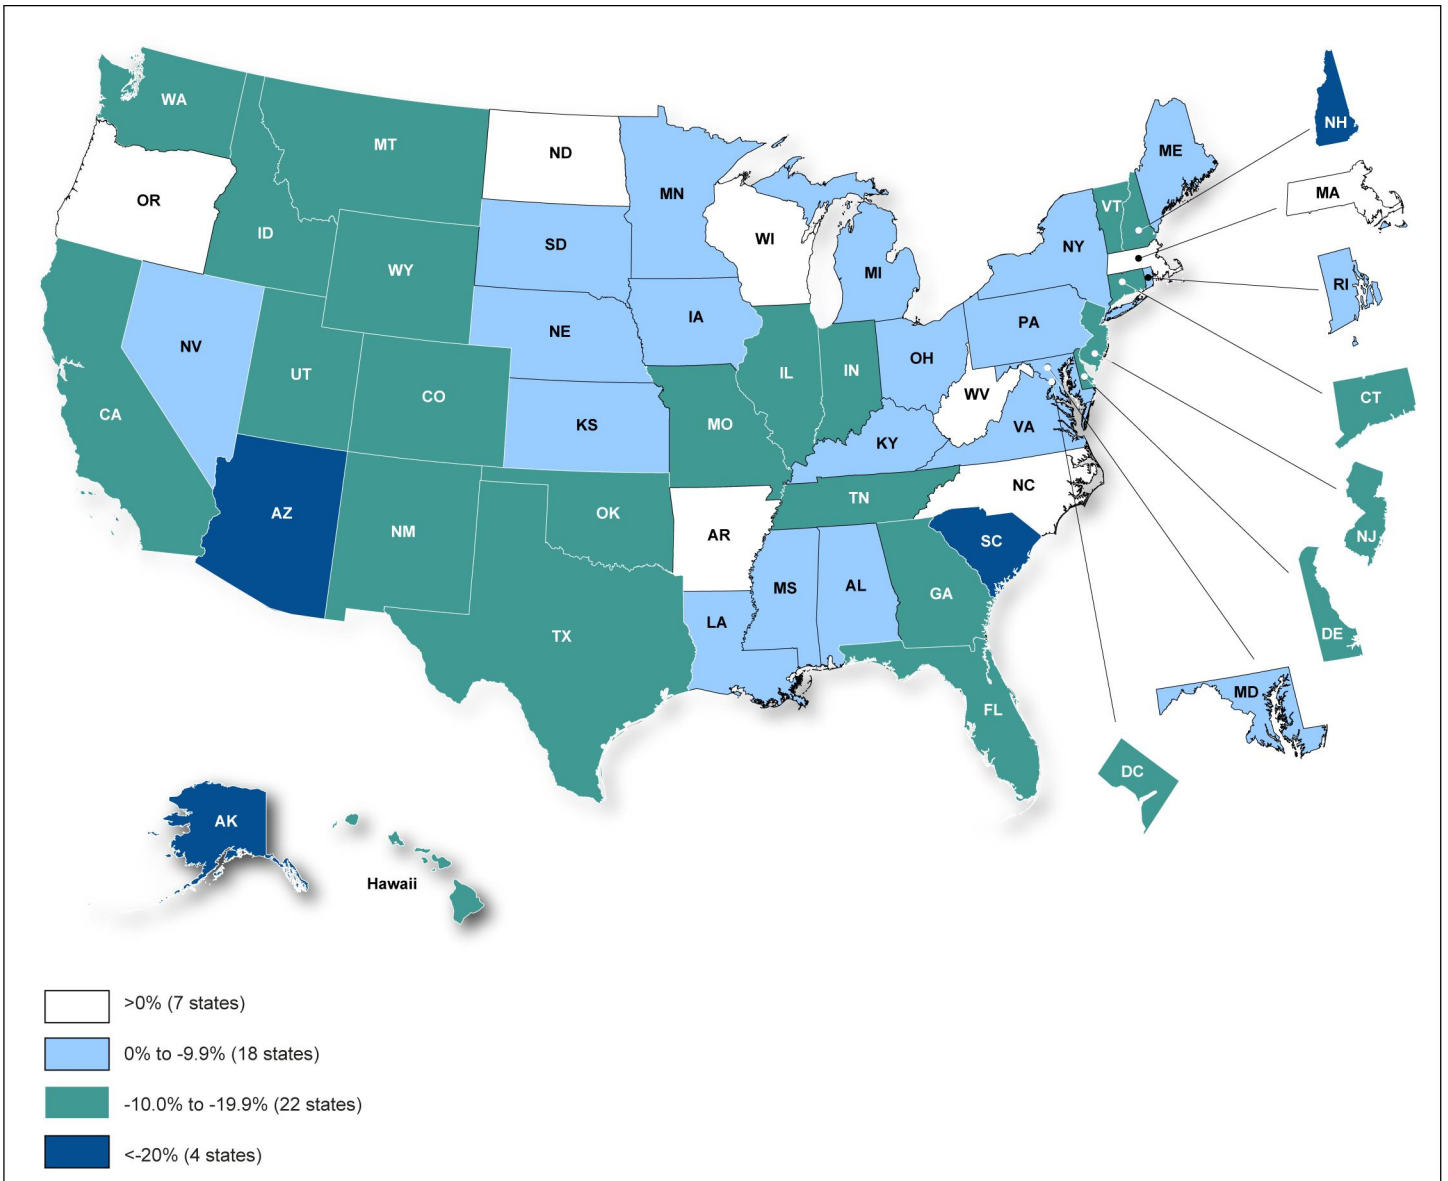 WA
MT
ND
MN
OR
ID
WY
SD
WI
MI
NY
VT
ME
NH
MA
RI
NV
UT
CO
NE
IA
IL
IN
OH
PA
CA
KS
MO
KY
WV
VA
CT
AZ
NM
OK
AR
TN
NC
SC
NJ
TX
LA
MS
AL
GA
DE
FL
MD
DC
AK
Hawaii
>0% (7 states)
0% to -9.9% (18 states)
-10.0% to -19.9% (22 states)
<-20% (4 states)